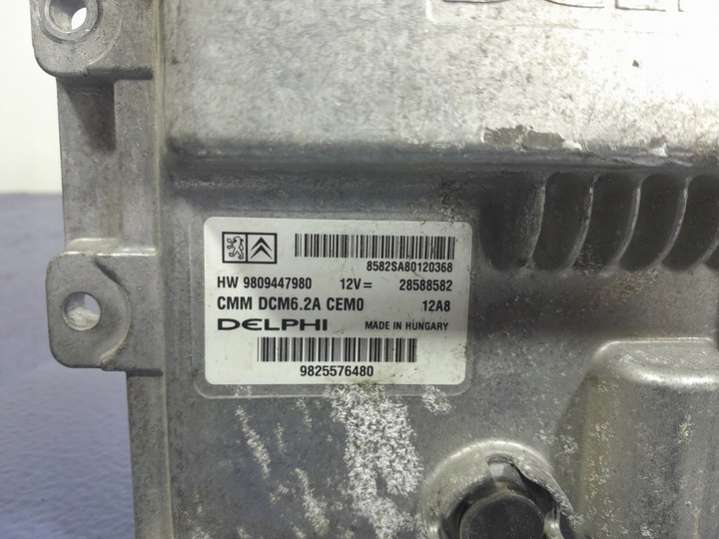 8582SA80120368
HW 9809447980 12V= 28588582
CMM DCM6.2A CEM0 12A8
DELPHI MADE IN HUNGARY
9825576480